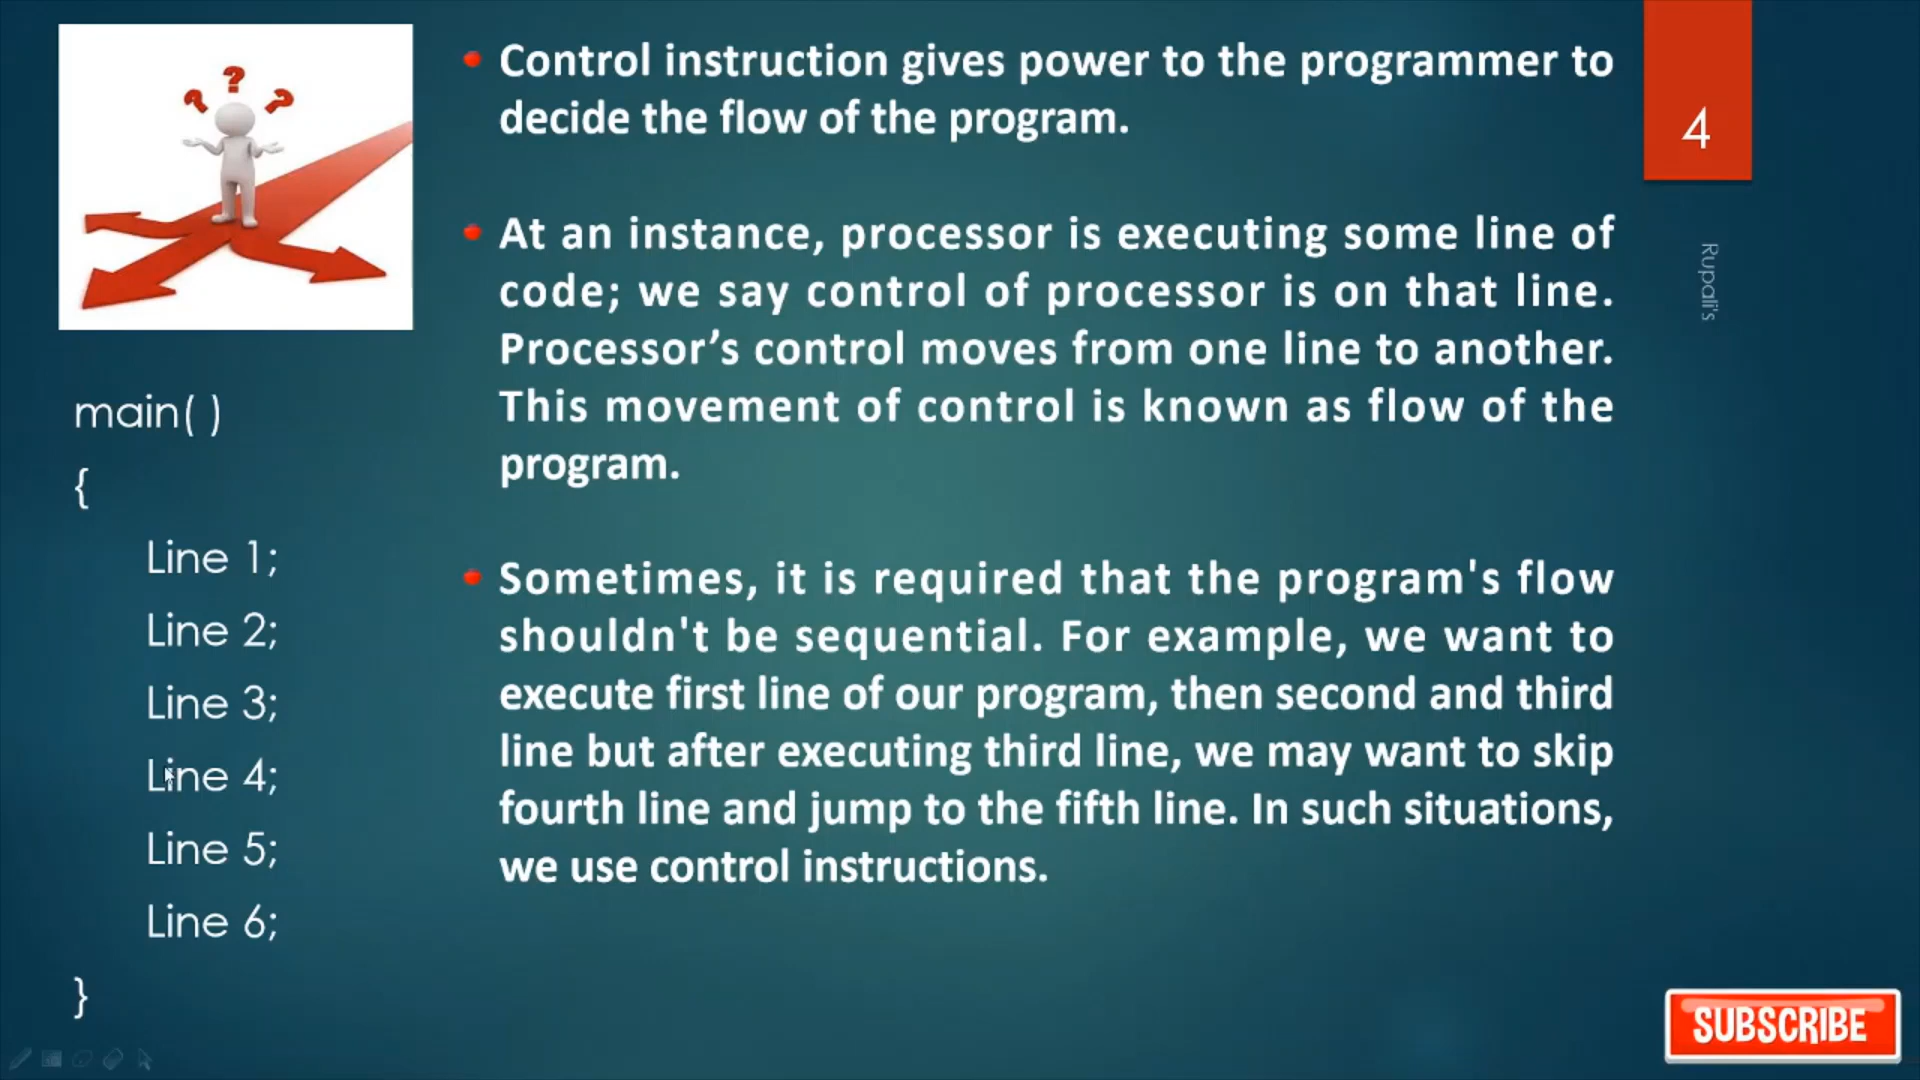 Control instruction gives power to the programmer to
decide the flow of the program.
At an instance, processor is executing some line of
code; we say control of processor is on that line.
Processor’s control moves from one line to another.
This movement of control is known as flow of the
program.
Sometimes, it is required that the program's flow
shouldn't be sequential. For example, we want to
execute first line of our program, then second and third
line but after executing third line, we may want to skip
fourth line and jump to the fifth line. In such situations,
we use control instructions.
main( )
{
Line 1;
Line 2;
Line 3;
Line 4;
Line 5;
Line 6;
}
4
Rupali's
SUBSCRIBE